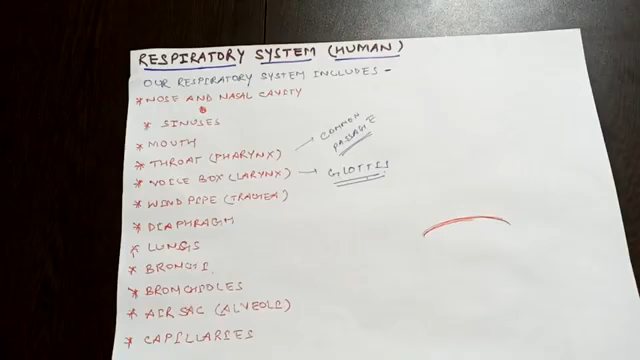 RESPIRATORY SYSTEM (HUMAN)
OUR RESPIRATORY SYSTEM INCLUDES -
* NOSE AND NASAL CAVITY
* SINUSES
* MOUTH
* THROAT (PHARYNX) → COMMON PASSAGE
* VOICE BOX (LARYNX) → GLOTTIS
* WIND PIPE (TRACHEA)
* DIAPHRAGM
* LUNGS
* BRONCHI
* BRONCHIOLES
* AIR SAC (ALVEOLI)
* CAPILLARIES